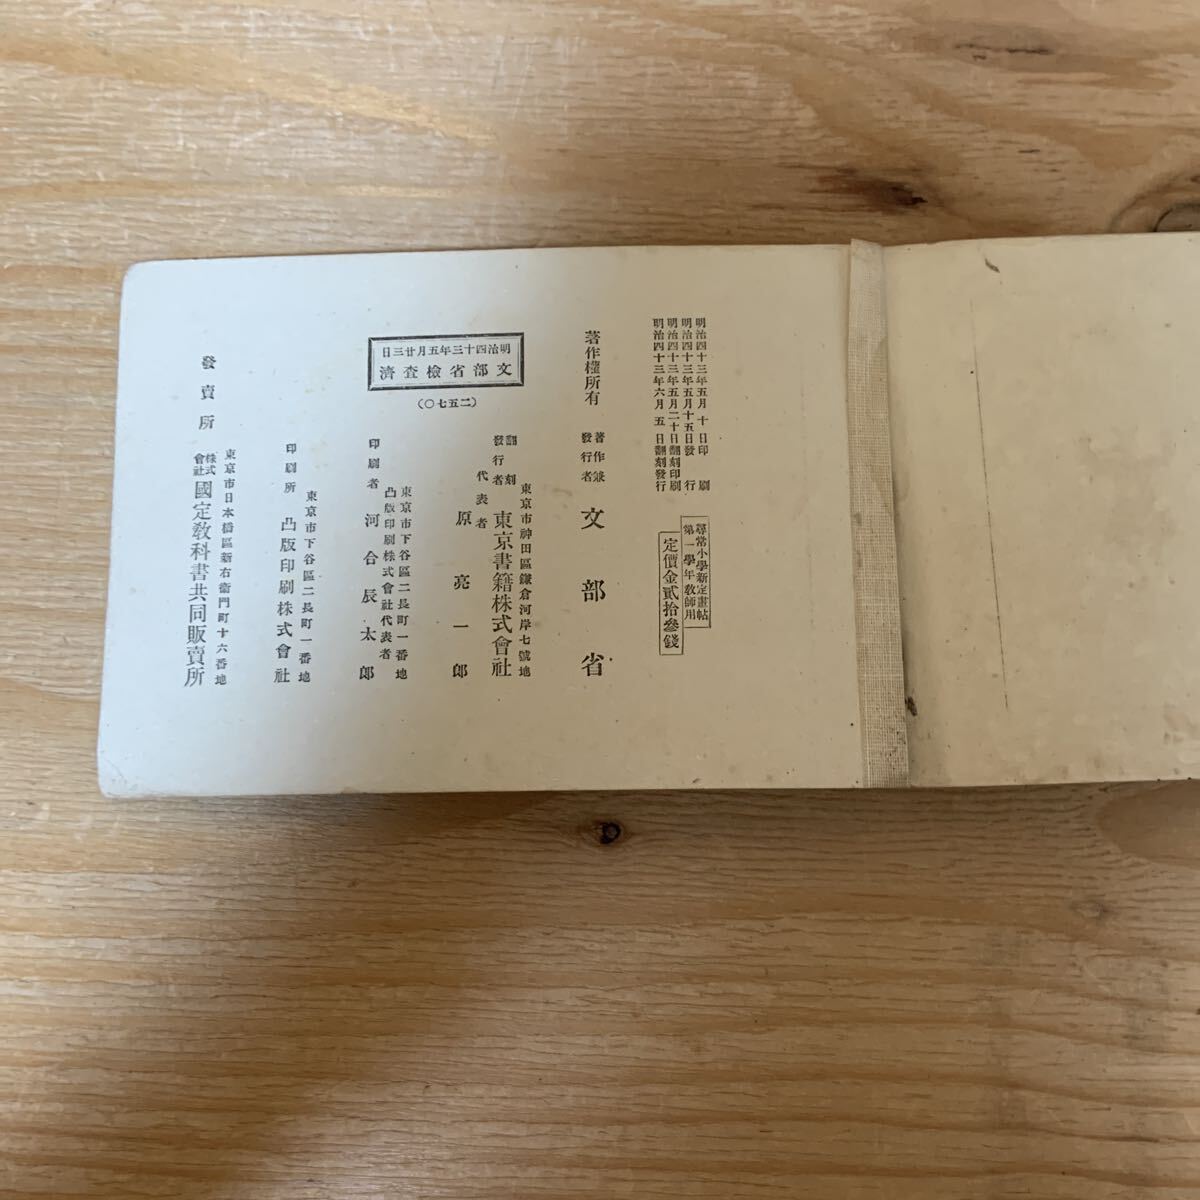 明治四十三年五月十日印刷
明治四十三年五月十五日發行
明治四十三年五月二十日翻刻印刷
明治四十三年六月五日翻刻發行
尋常小學新定畫帖
第一學年教師用
定價金貳拾參錢
著作權所有
著作兼
發行者
文部省
明治四十三年五月廿三日
文部省檢査濟
(二五七〇)
東京市神田區鎌倉河岸七號地
翻刻
發行者
東京書籍株式會社
代表者
原亮一郎
東京市下谷區二長町一番地
凸版印刷株式會社代表者
印刷者
河合辰太郎
東京市下谷區二長町一番地
印刷所
凸版印刷株式會社
東京市日本橋區新右衞門町十六番地
發賣所
株式會社
國定教科書共同販賣所